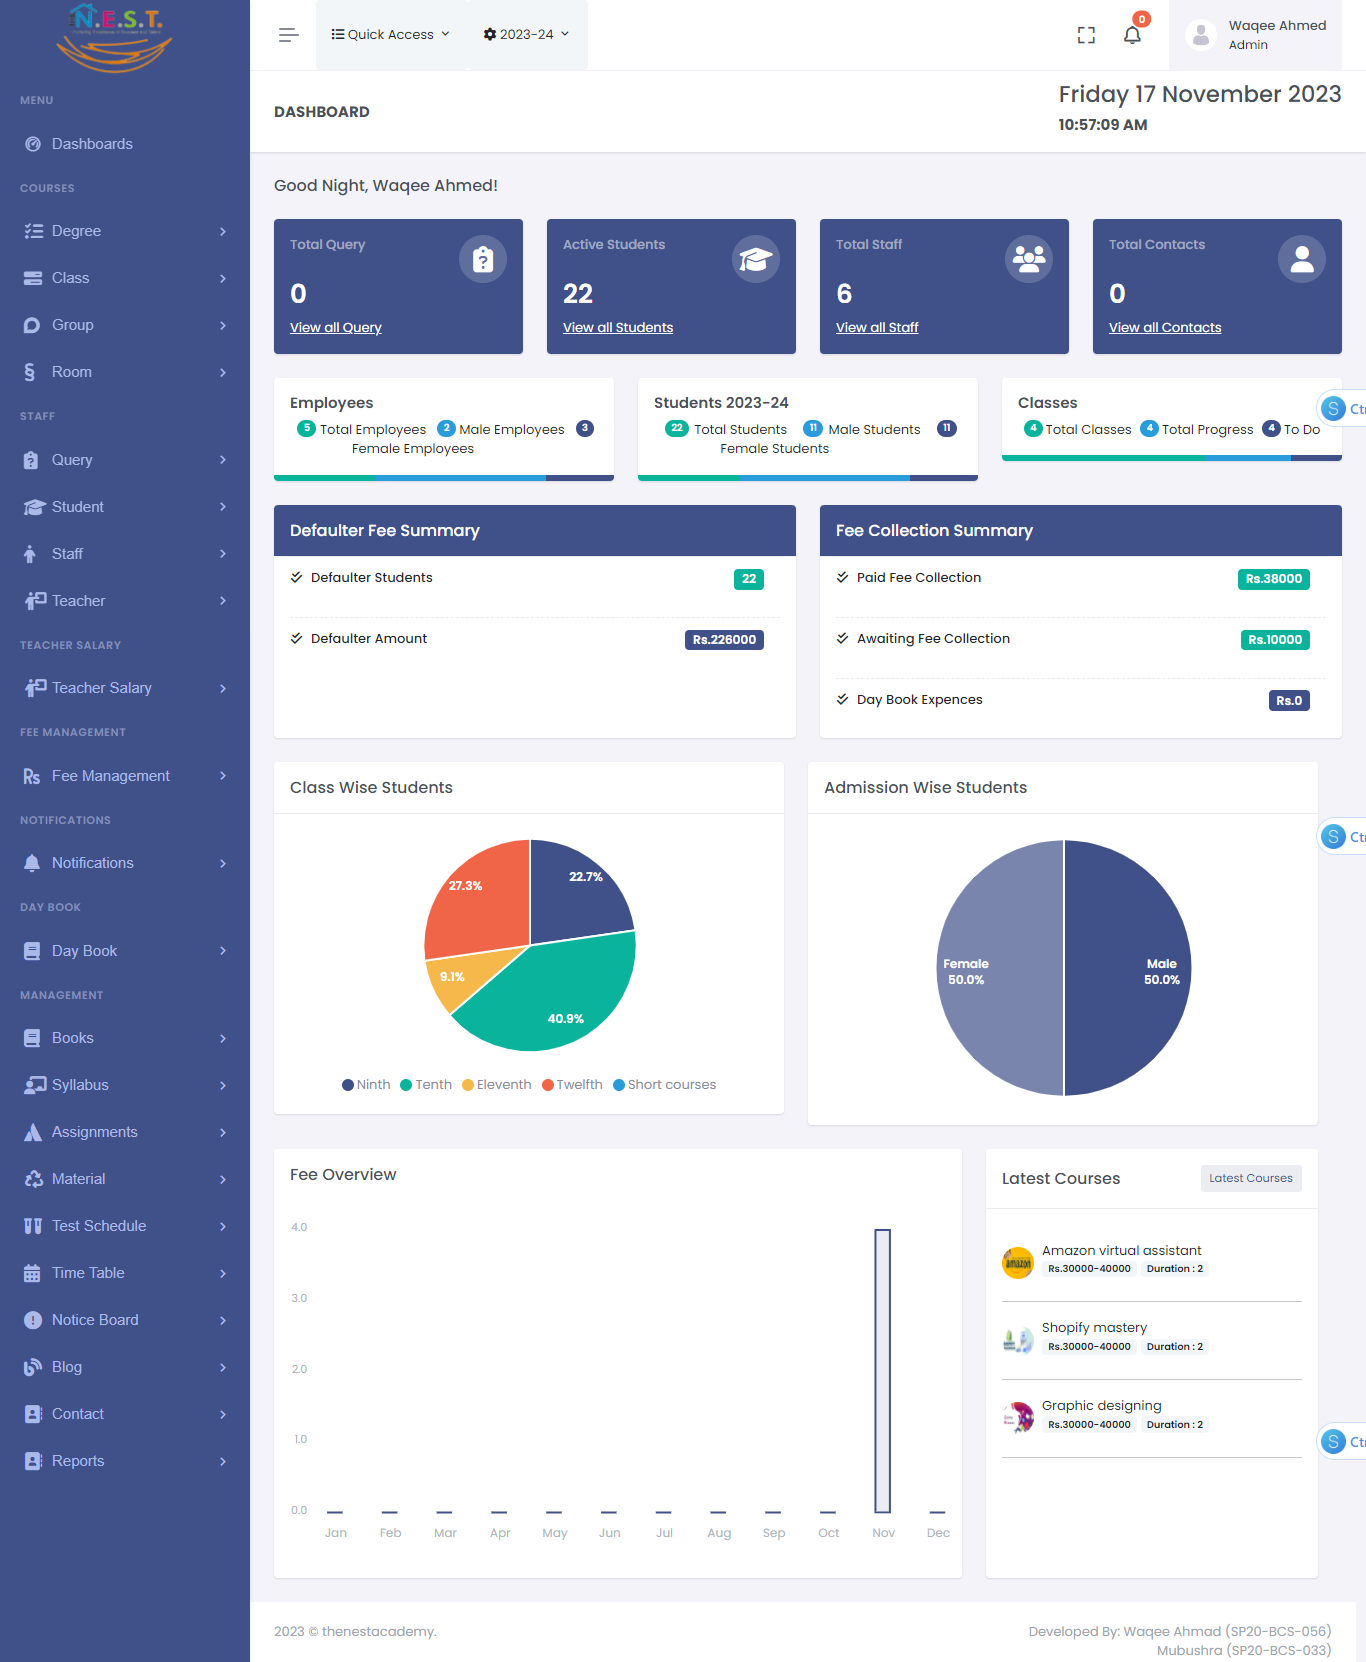 N.E.S.T.
Quick Access
2023-24
0
Waqee Ahmed
Admin
MENU
Dashboards
COURSES
Degree
Class
Group
Room
STAFF
Query
Student
Staff
Teacher
TEACHER SALARY
Teacher Salary
FEE MANAGEMENT
Rs Fee Management
NOTIFICATIONS
Notifications
DAY BOOK
Day Book
MANAGEMENT
Books
Syllabus
Assignments
Material
Test Schedule
Time Table
Notice Board
Blog
Contact
Reports
DASHBOARD
Friday 17 November 2023
10:57:09 AM
Good Night, Waqee Ahmed!
Total Query
0
View all Query
Active Students
22
View all Students
Total Staff
6
View all Staff
Total Contacts
0
View all Contacts
Employees
5 Total Employees 2 Male Employees 3
Female Employees
Students 2023-24
22 Total Students 11 Male Students 11
Female Students
Classes
4 Total Classes 4 Total Progress 4 To Do
S Ctr
Defaulter Fee Summary
Defaulter Students 22
Defaulter Amount Rs.226000
Fee Collection Summary
Paid Fee Collection Rs.38000
Awaiting Fee Collection Rs.10000
Day Book Expences Rs.0
Class Wise Students
27.3%
22.7%
9.1%
40.9%
Ninth Tenth Eleventh Twelfth Short courses
Admission Wise Students
Female
50.0%
Male
50.0%
S Ctr
Fee Overview
4.0
3.0
2.0
1.0
0.0
Jan Feb Mar Apr May Jun Jul Aug Sep Oct Nov Dec
Latest Courses
Latest Courses
amazon
Amazon virtual assistant
Rs.30000-40000 Duration : 2
Shopify mastery
Rs.30000-40000 Duration : 2
Graphic designing
Rs.30000-40000 Duration : 2
S Ctr
2023 © thenestacademy.
Developed By: Waqee Ahmad (SP20-BCS-056)
Mubushra (SP20-BCS-033)